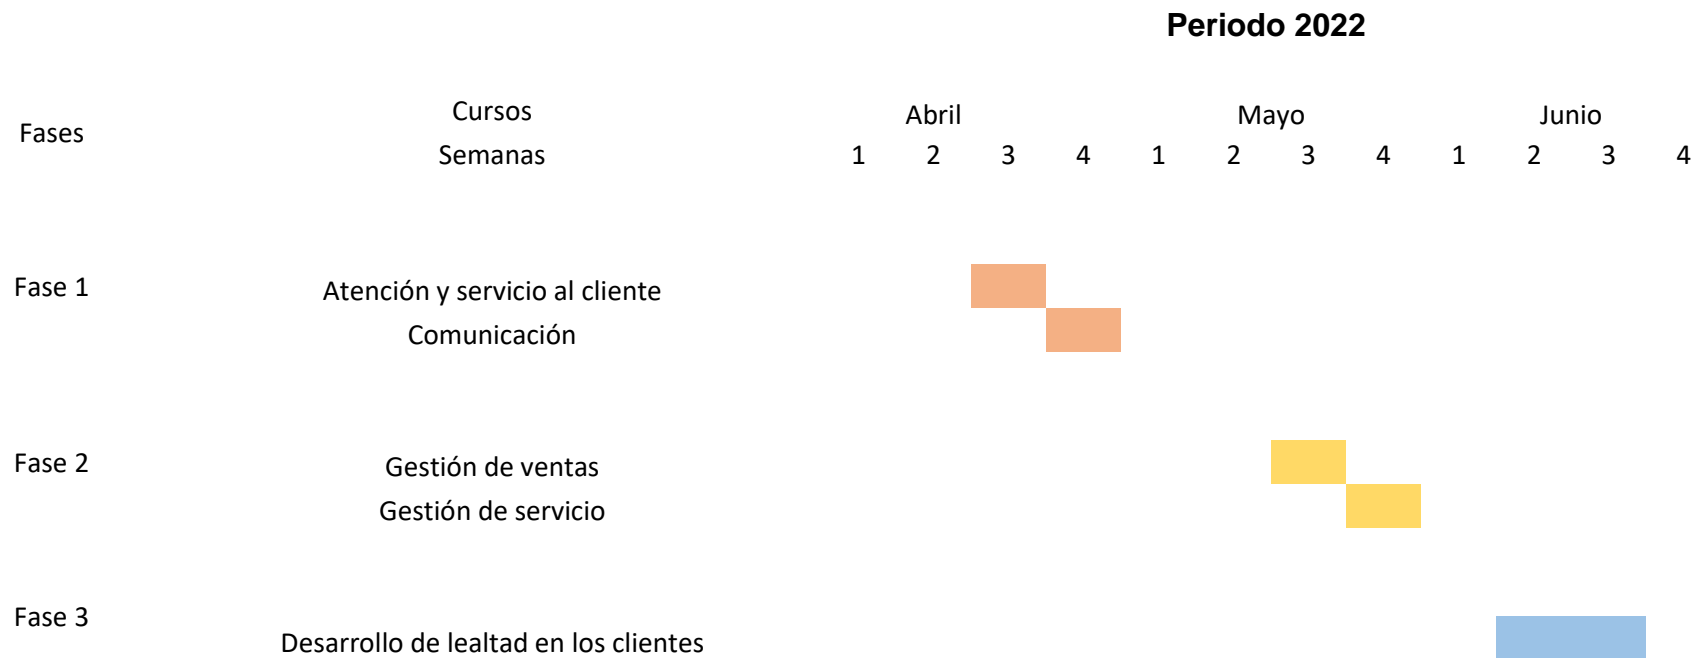 Periodo 2022
Fases
Cursos
Abril Mayo Junio
Semanas
1 2 3 4 1 2 3 4 1 2 3 4
Fase 1
Atención y servicio al cliente
Comunicación
Fase 2
Gestión de ventas
Gestión de servicio
Fase 3
Desarrollo de lealtad en los clientes